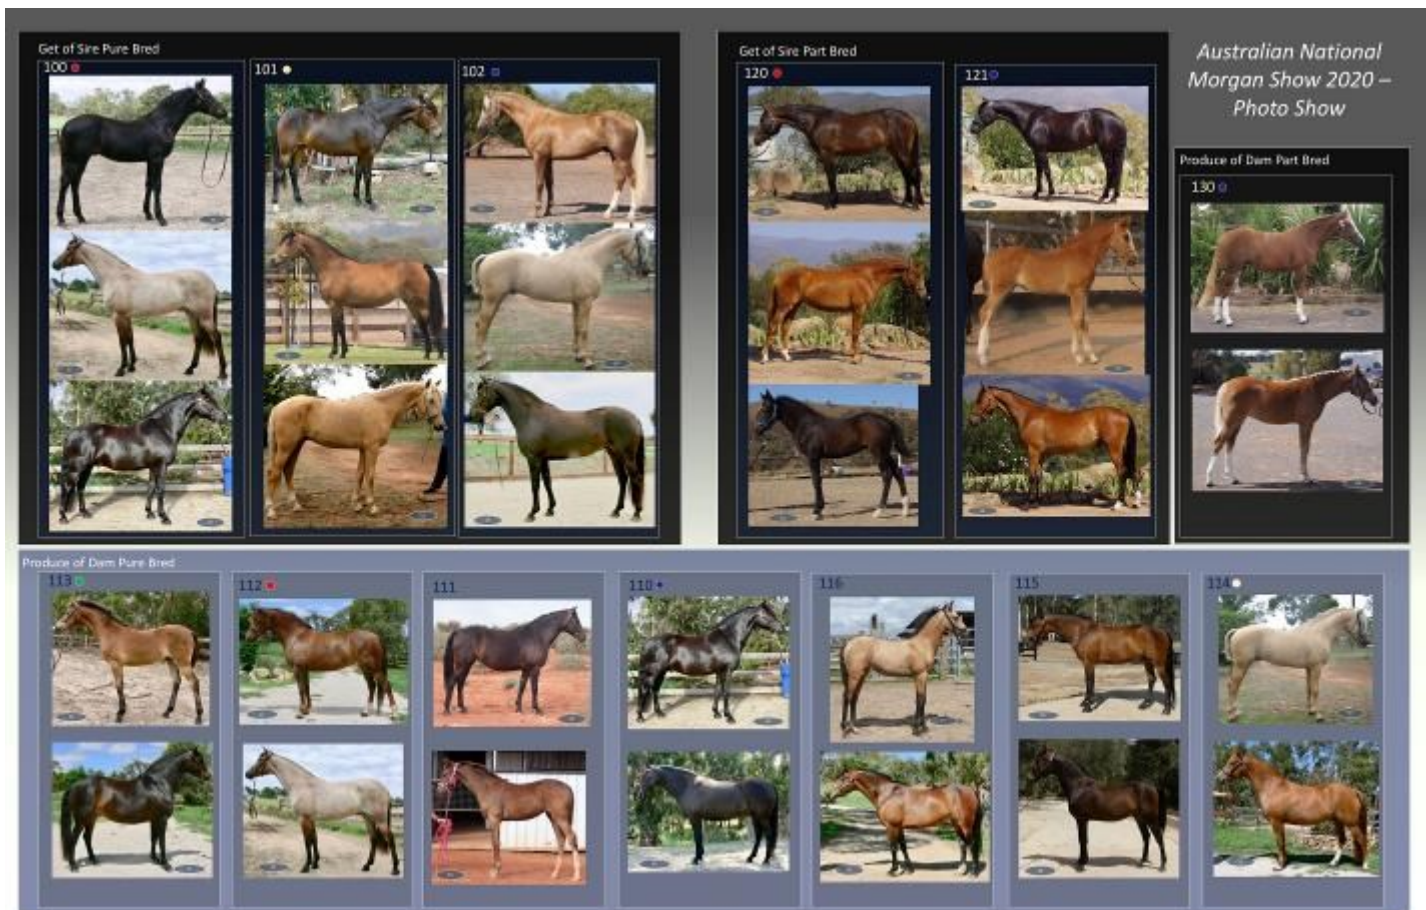 Get of Sire Pure Bred
100
101
102
Get of Sire Part Bred
120
121
Australian National
Morgan Show 2020 –
Photo Show
Produce of Dam Part Bred
130
Produce of Dam Pure Bred
113
112
111
110
116
115
114